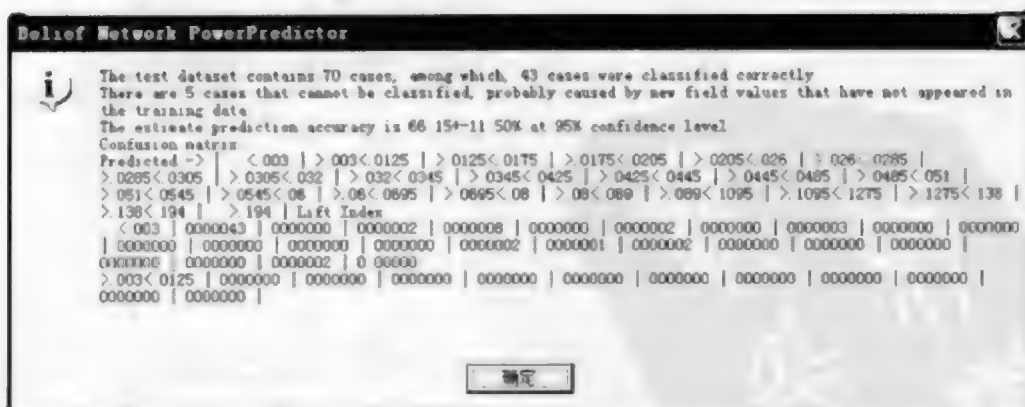 Belief Network PowerPredictor
The test dataset contains 70 cases, among which, 43 cases were classified correctly
There are 5 cases that cannot be classified, probably caused by new field values that have not appeared in
the training data
The estimate prediction accuracy is 66 15+-11 50% at 95% confidence level
Confusion matrix
Predicted -> | <.003 | >.003<.0125 | >.0125<.0175 | >.0175<.0205 | >.0205<.026 | >.026<.0285 |
>.0285<.0305 | >.0305<.032 | >.032<.0345 | >.0345<.0425 | >.0425<.0445 | >.0445<.0485 | >.0485<.051 |
>.051<.0545 | >.0545<.06 | >.06<.0695 | >.0695<.08 | >.08<.089 | >.089<.1095 | >.1095<.1275 | >.1275<.138 |
>.138<.194 | >.194 | Lift Index
<.003 | 0000043 | 0000000 | 0000002 | 0000008 | 0000000 | 0000002 | 0000000 | 0000003 | 0000000 | 0000000
| 0000000 | 0000000 | 0000000 | 0000000 | 0000002 | 0000001 | 0000002 | 0000000 | 0000000 | 0000000 |
0000000 | 0000000 | 0000002 | 0 00000
>.003<.0125 | 0000000 | 0000000 | 0000000 | 0000000 | 0000000 | 0000000 | 0000000 | 0000000 |
0000000 | 0000000 |
确定